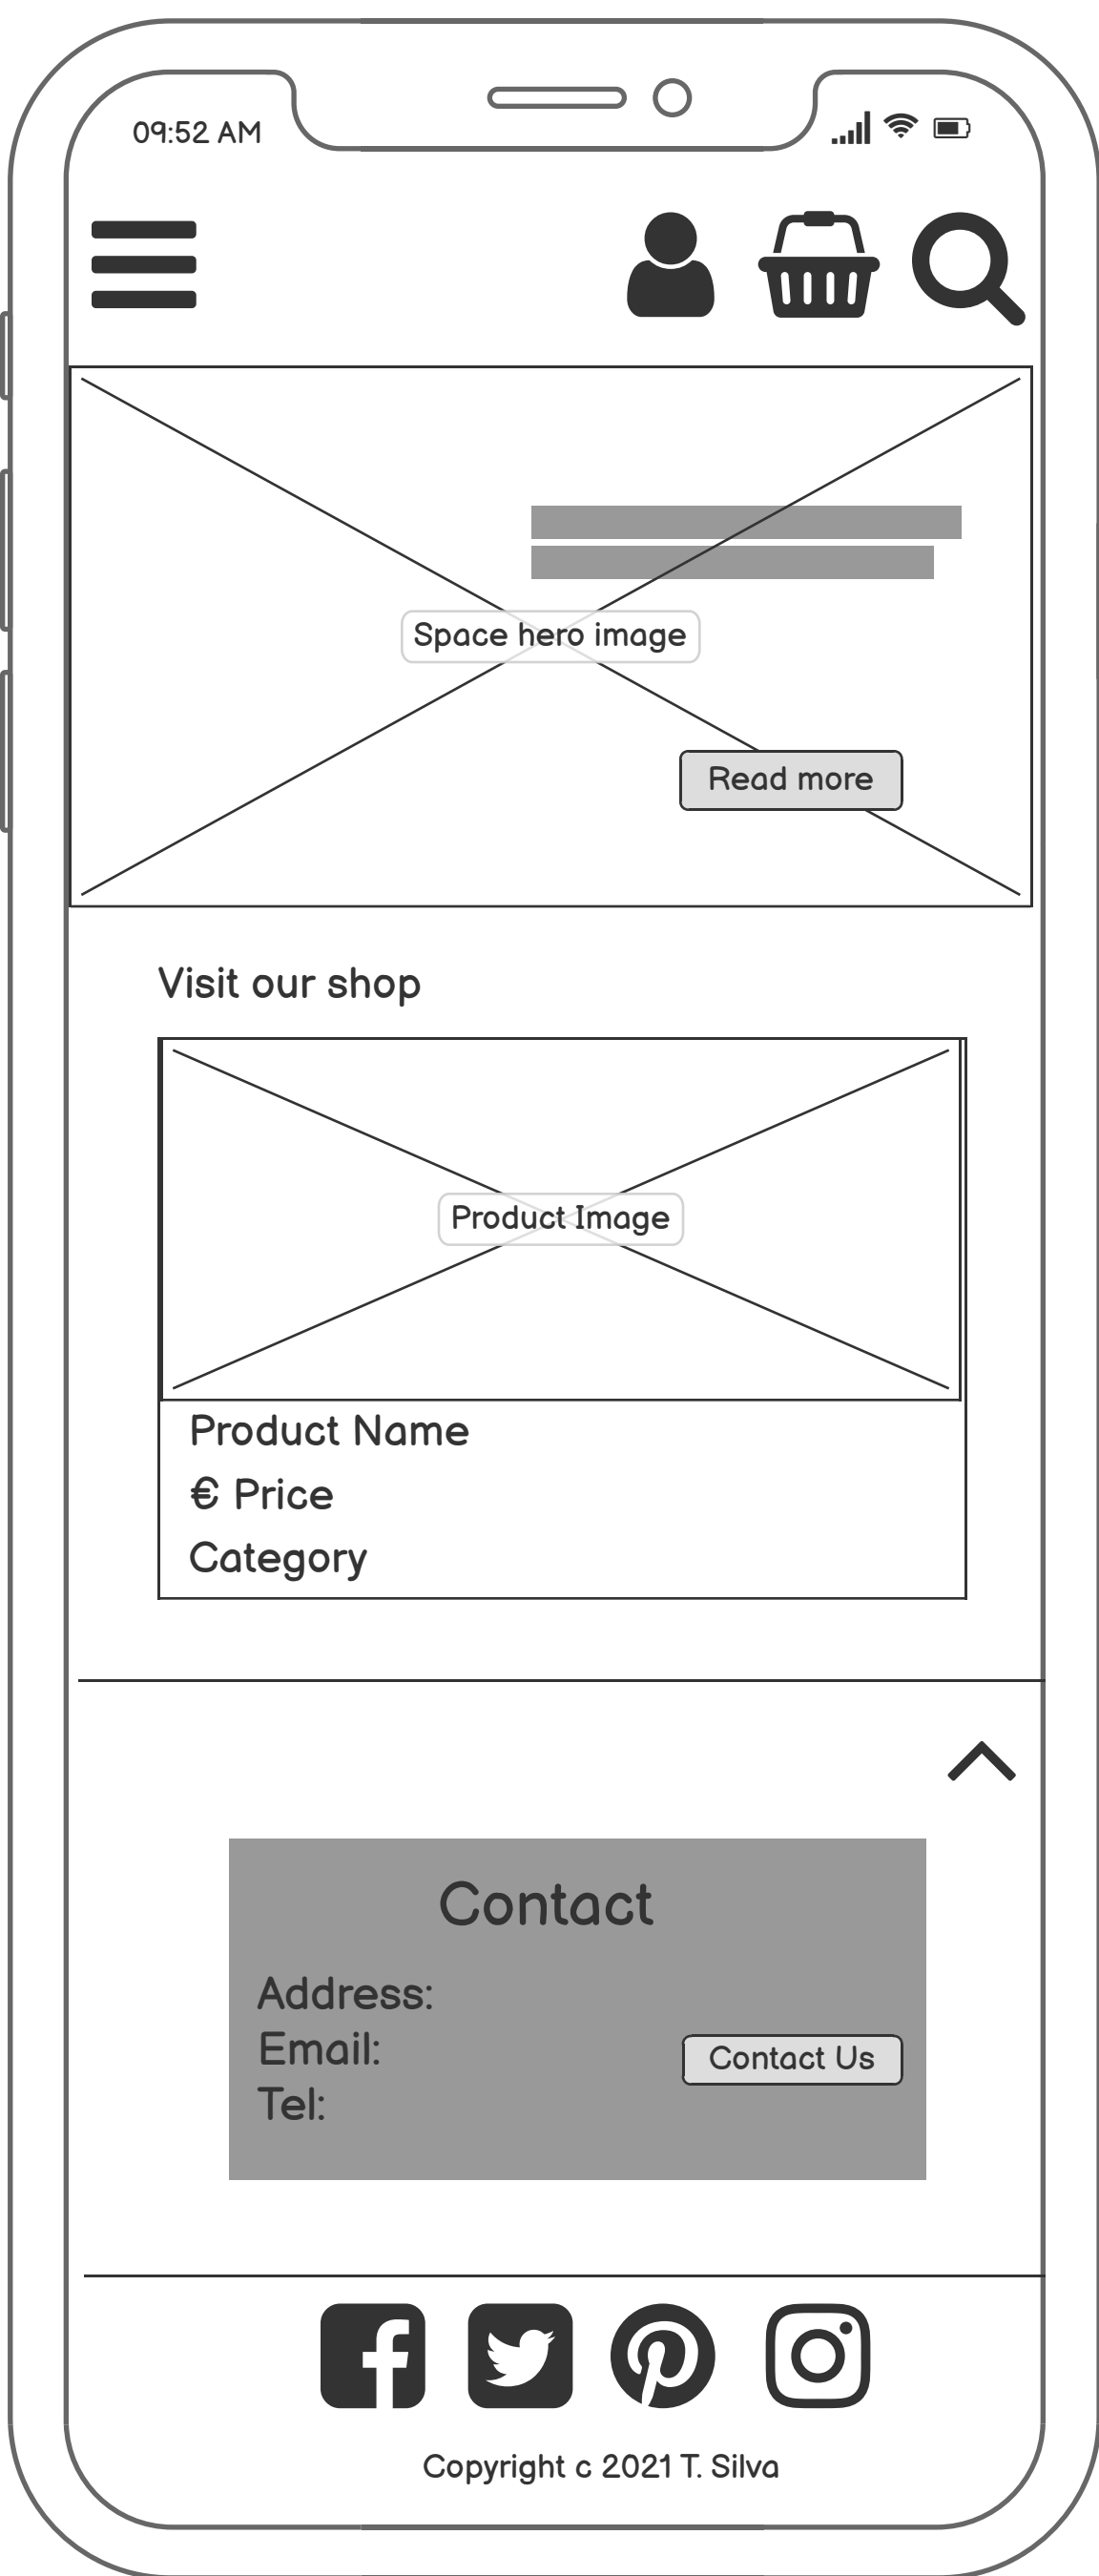 09:52 AM
Space hero image
Read more
Visit our shop
Product Image
Product Name
€ Price
Category
Contact
Address:
Email:
Contact Us
Tel:
Copyright c 2021 T. Silva